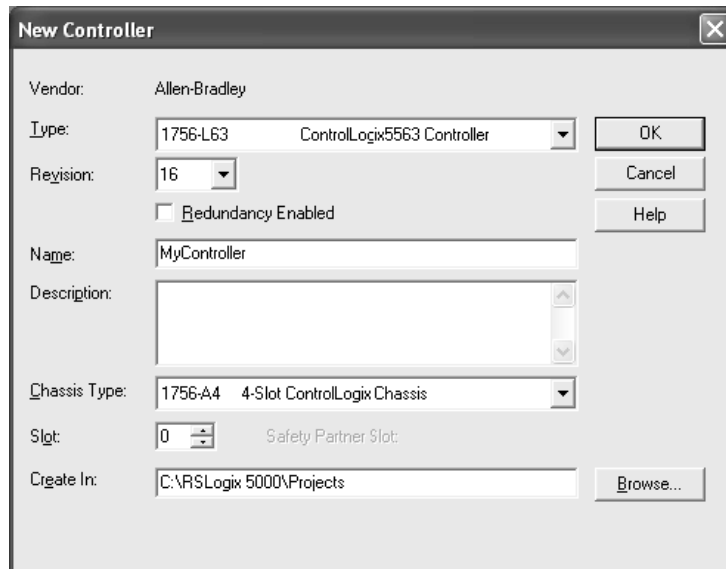 New Controller
Vendor: Allen-Bradley
Type: 1756-L63 ControlLogix5563 Controller OK
Revision: 16 Cancel
Redundancy Enabled Help
Name: MyController
Description:
Chassis Type: 1756-A4 4-Slot ControlLogix Chassis
Slot: 0 Safety Partner Slot:
Create In: C:\RSLogix 5000\Projects Browse...